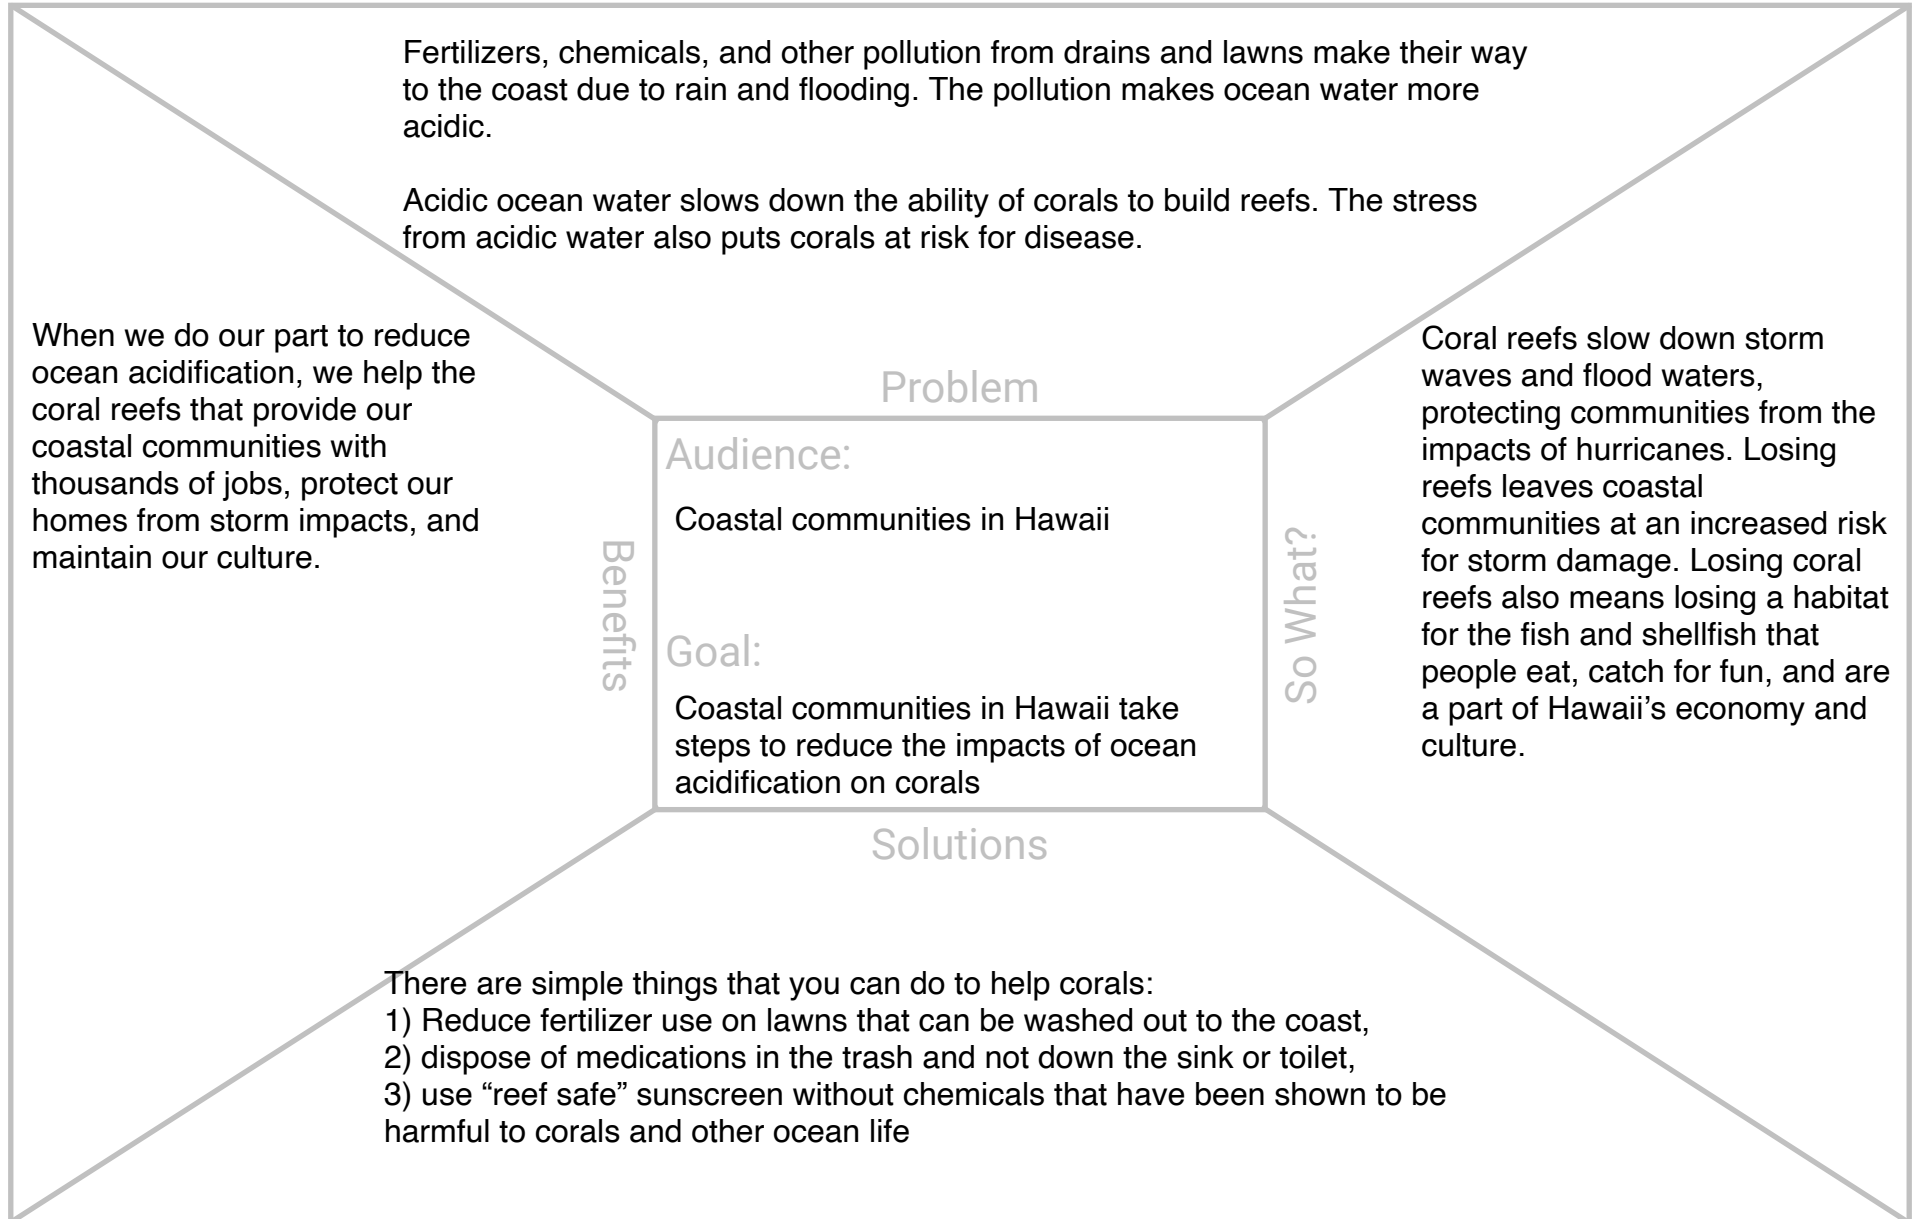 Fertilizers, chemicals, and other pollution from drains and lawns make their way
to the coast due to rain and flooding. The pollution makes ocean water more
acidic.
Acidic ocean water slows down the ability of corals to build reefs. The stress
from acidic water also puts corals at risk for disease.
Problem
When we do our part to reduce
ocean acidification, we help the
coral reefs that provide our
coastal communities with
thousands of jobs, protect our
homes from storm impacts, and
maintain our culture.
Benefits
Audience:
Coastal communities in Hawaii
Goal:
Coastal communities in Hawaii take
steps to reduce the impacts of ocean
acidification on corals
So What?
Coral reefs slow down storm
waves and flood waters,
protecting communities from the
impacts of hurricanes. Losing
reefs leaves coastal
communities at an increased risk
for storm damage. Losing coral
reefs also means losing a habitat
for the fish and shellfish that
people eat, catch for fun, and are
a part of Hawaii’s economy and
culture.
Solutions
There are simple things that you can do to help corals:
1) Reduce fertilizer use on lawns that can be washed out to the coast,
2) dispose of medications in the trash and not down the sink or toilet,
3) use “reef safe” sunscreen without chemicals that have been shown to be
harmful to corals and other ocean life